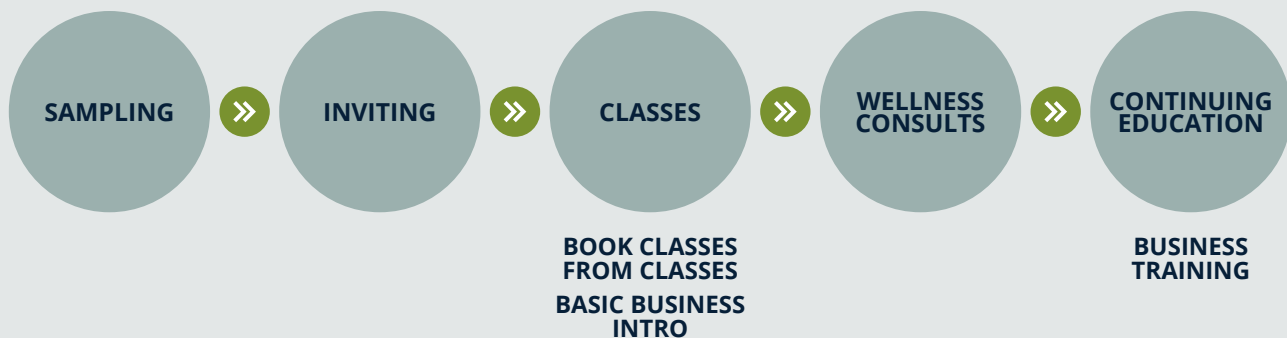 SAMPLING
INVITING
CLASSES
WELLNESS
CONSULTS
CONTINUING
EDUCATION
BOOK CLASSES
FROM CLASSES
BASIC BUSINESS
INTRO
BUSINESS
TRAINING